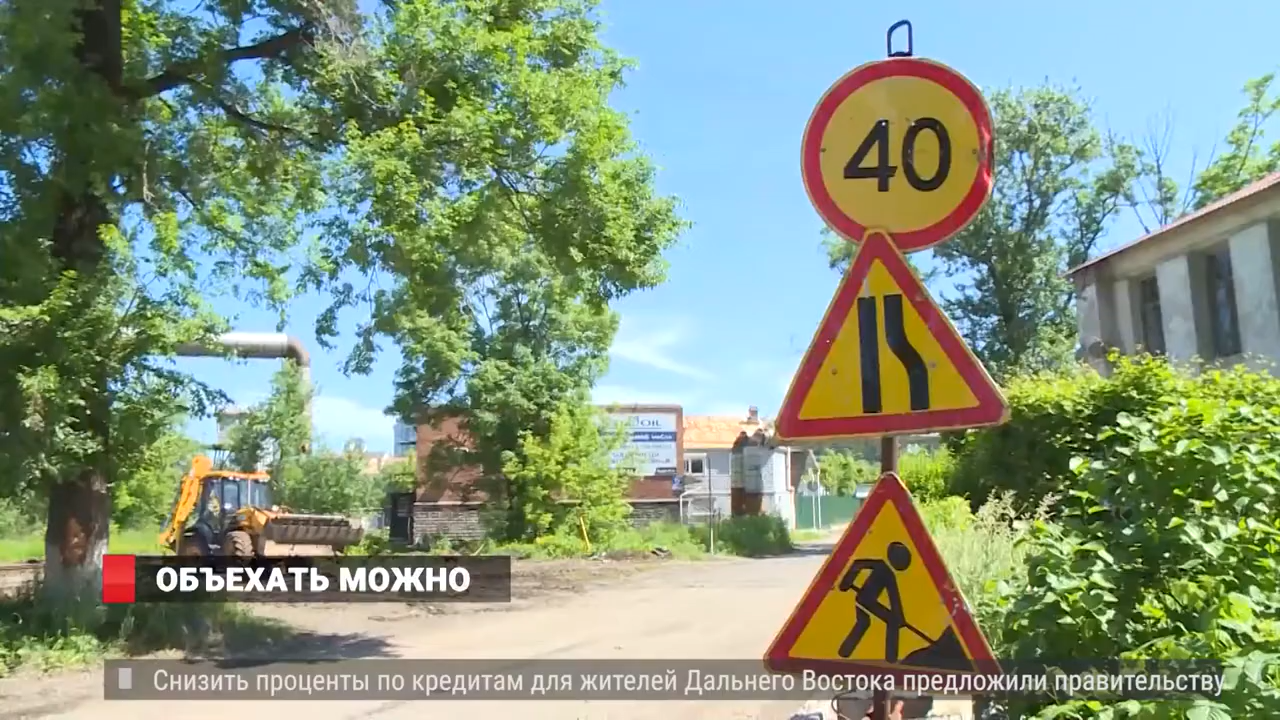 40
ОБЪЕХАТЬ МОЖНО
Снизить проценты по кредитам для жителей Дальнего Востока предложили правительству